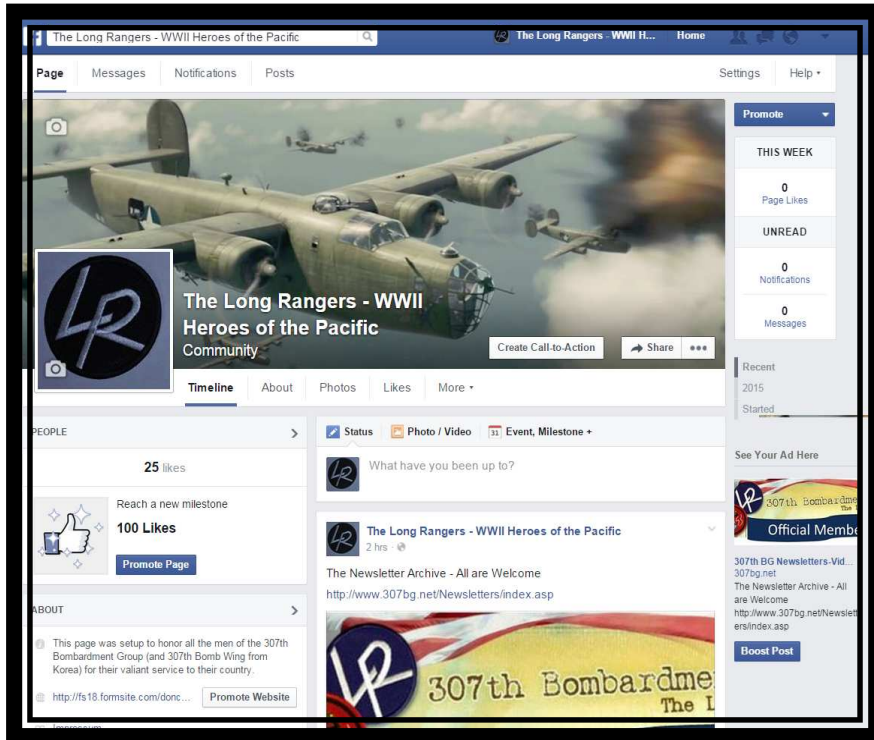 The Long Rangers - WWII Heroes of the Pacific
The Long Rangers - WWII H... Home
Page Messages Notifications Posts Settings Help
Promote
THIS WEEK
0
Page Likes
UNREAD
0
Notifications
0
Messages
Recent
2015
Started
LR
The Long Rangers - WWII
Heroes of the Pacific
Community
Create Call-to-Action Share
Timeline About Photos Likes More
PEOPLE
25 likes
Reach a new milestone
100 Likes
Promote Page
ABOUT
This page was setup to honor all the men of the 307th
Bombardment Group (and 307th Bomb Wing from
Korea) for their valiant service to their country.
http://fs18.formsite.com/donc... Promote Website
Impressum
Status Photo / Video 31 Event, Milestone +
What have you been up to?
The Long Rangers - WWII Heroes of the Pacific
2 hrs
The Newsletter Archive - All are Welcome
http://www.307bg.net/Newsletters/index.asp
LR
307th Bombardme
The L
See Your Ad Here
LR
307th Bombardme
The
Official Membe
307th BG Newsletters-Vid...
307bg.net
The Newsletter Archive - All
are Welcome
http://www.307bg.net/Newslett
ers/index.asp
Boost Post